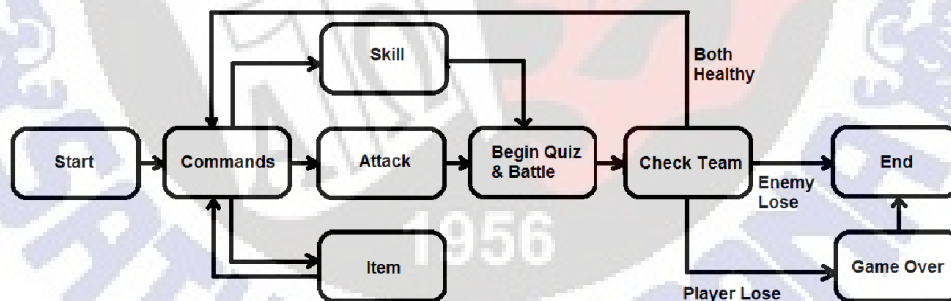 Both
Healthy
Skill
Start
Commands
Attack
Begin Quiz
& Battle
Check Team
End
Enemy
Lose
Item
1956
Game Over
Player Lose